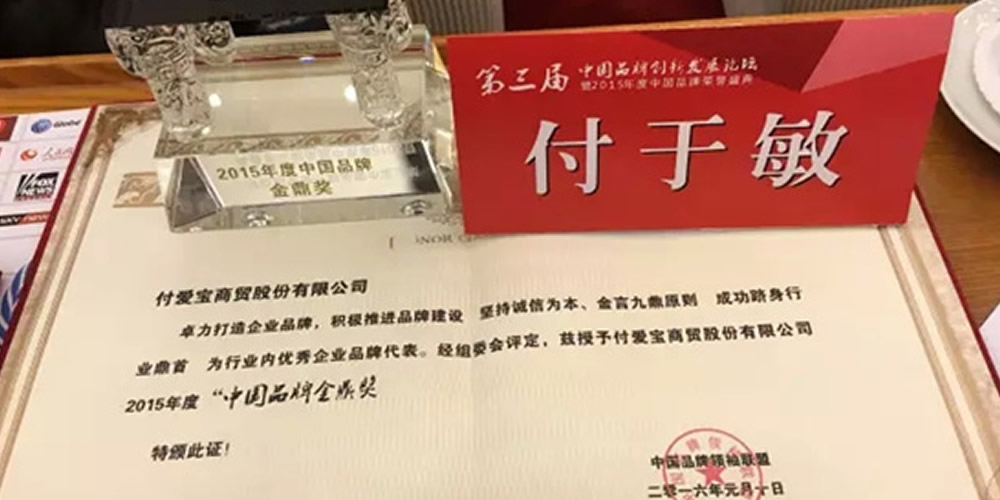 第三届
中国品牌创新发展论坛
暨2015年度中国品牌荣誉盛典
付于敏
2015年度中国品牌
金鼎奖
Globe
人民网
FOX
NEWS
付爱宝商贸股份有限公司
卓力打造企业品牌，积极推进品牌建设 坚持诚信为本、金言九鼎原则 成功跻身行
业鼎首 为行业内优秀企业品牌代表。经组委会评定，兹授予付爱宝商贸股份有限公司
2015年度 “中国品牌金鼎奖
特颁此证！
中国品牌领袖联盟
二零一六年元月十日